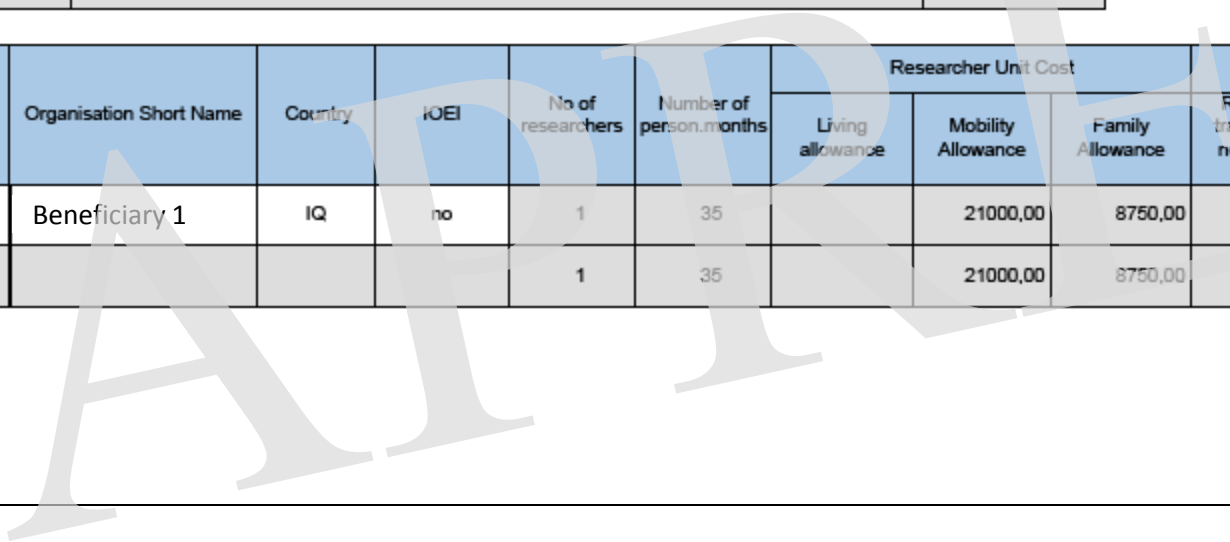 Researcher Unit Cost
Organisation Short Name
Country
IOEI
No of
researchers
Number of
person.months
Living
allowance
Mobility
Allowance
Family
Allowance
Beneficiary 1
IQ
no
1
35
21000,00
8750,00
1
35
21000,00
8750,00
APRE